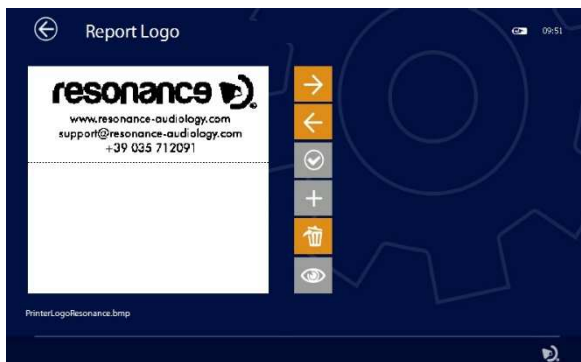 Report Logo
09:51
resonance
www.resonance-audiology.com
support@resonance-audiology.com
+39 035 712091
PrinterLogoResonance.bmp